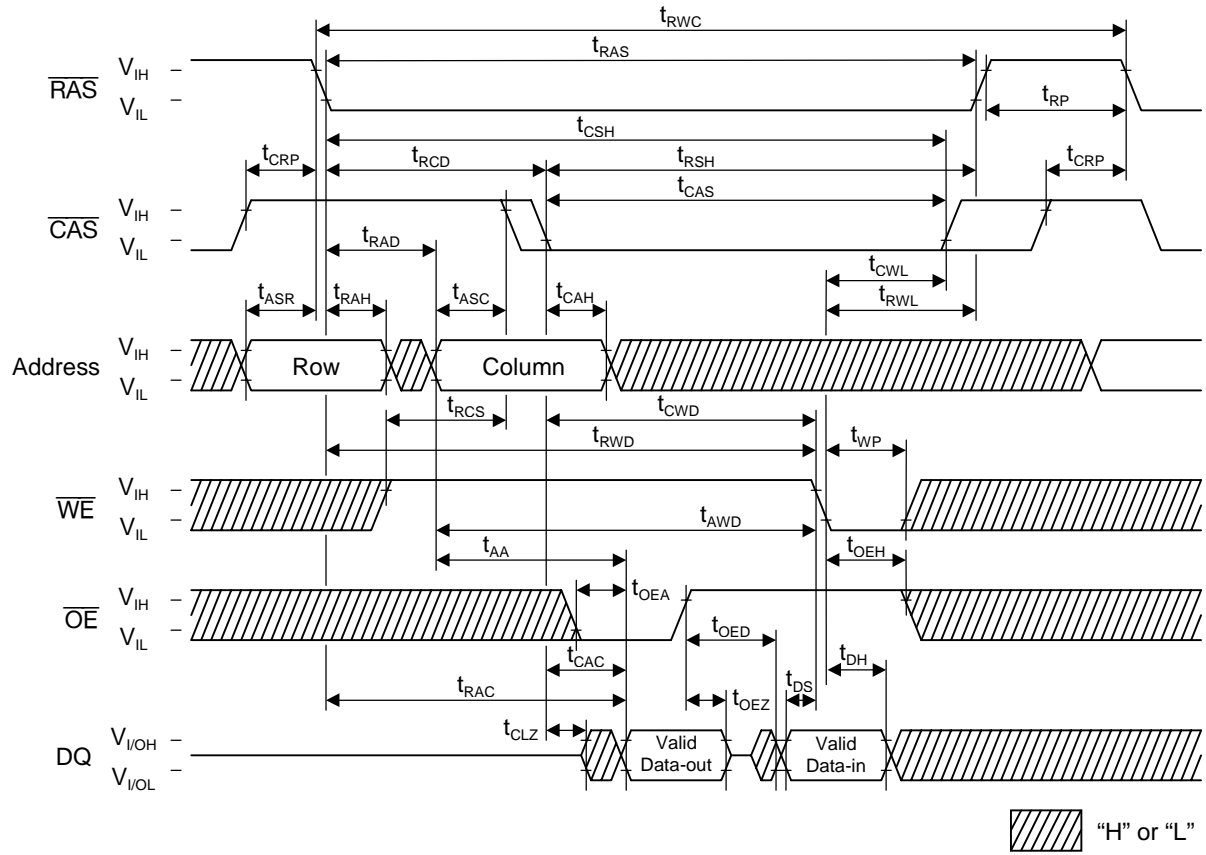 tRWC
tRAS
RAS
VIH
VIL
tRP
tCSH
tCRP
tRCD
tRSH
tCRP
tCAS
CAS
VIH
VIL
tRAD
tCWL
tASR
tRAH
tASC
tCAH
tRWL
Address
VIH
VIL
Row
Column
tRCS
tCWD
tRWD
tWP
WE
VIH
VIL
tAWD
tAA
tOEH
tOEA
OE
VIH
VIL
tOED
tCAC
tDH
tRAC
tOEZ
tDS
tCLZ
DQ
VI/OH
VI/OL
Valid
Data-out
Valid
Data-in
“H” or “L”